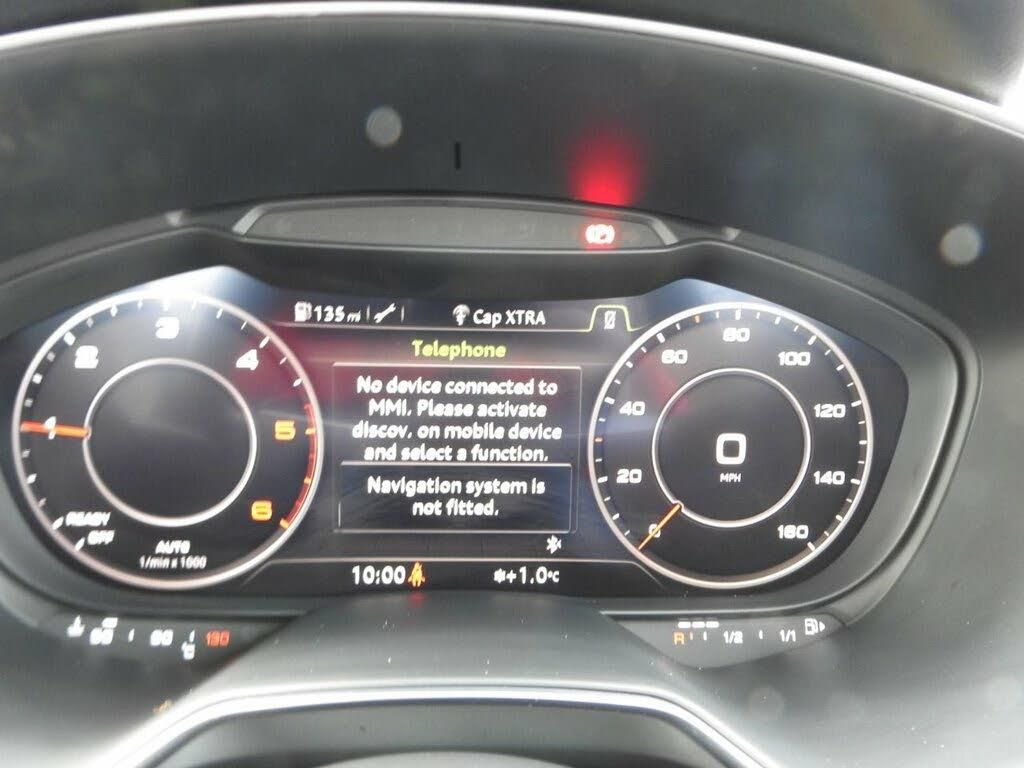 135 mi
Cap XTRA
Telephone
No device connected to
MMI. Please activate
discov. on mobile device
and select a function.
Navigation system is
not fitted.
10:00
+1.0°C
1
2
3
4
5
6
READY
OFF
AUTO
1/min x 1000
0
20
40
60
80
100
120
140
160
0
MPH
130
R
1/2
1/1